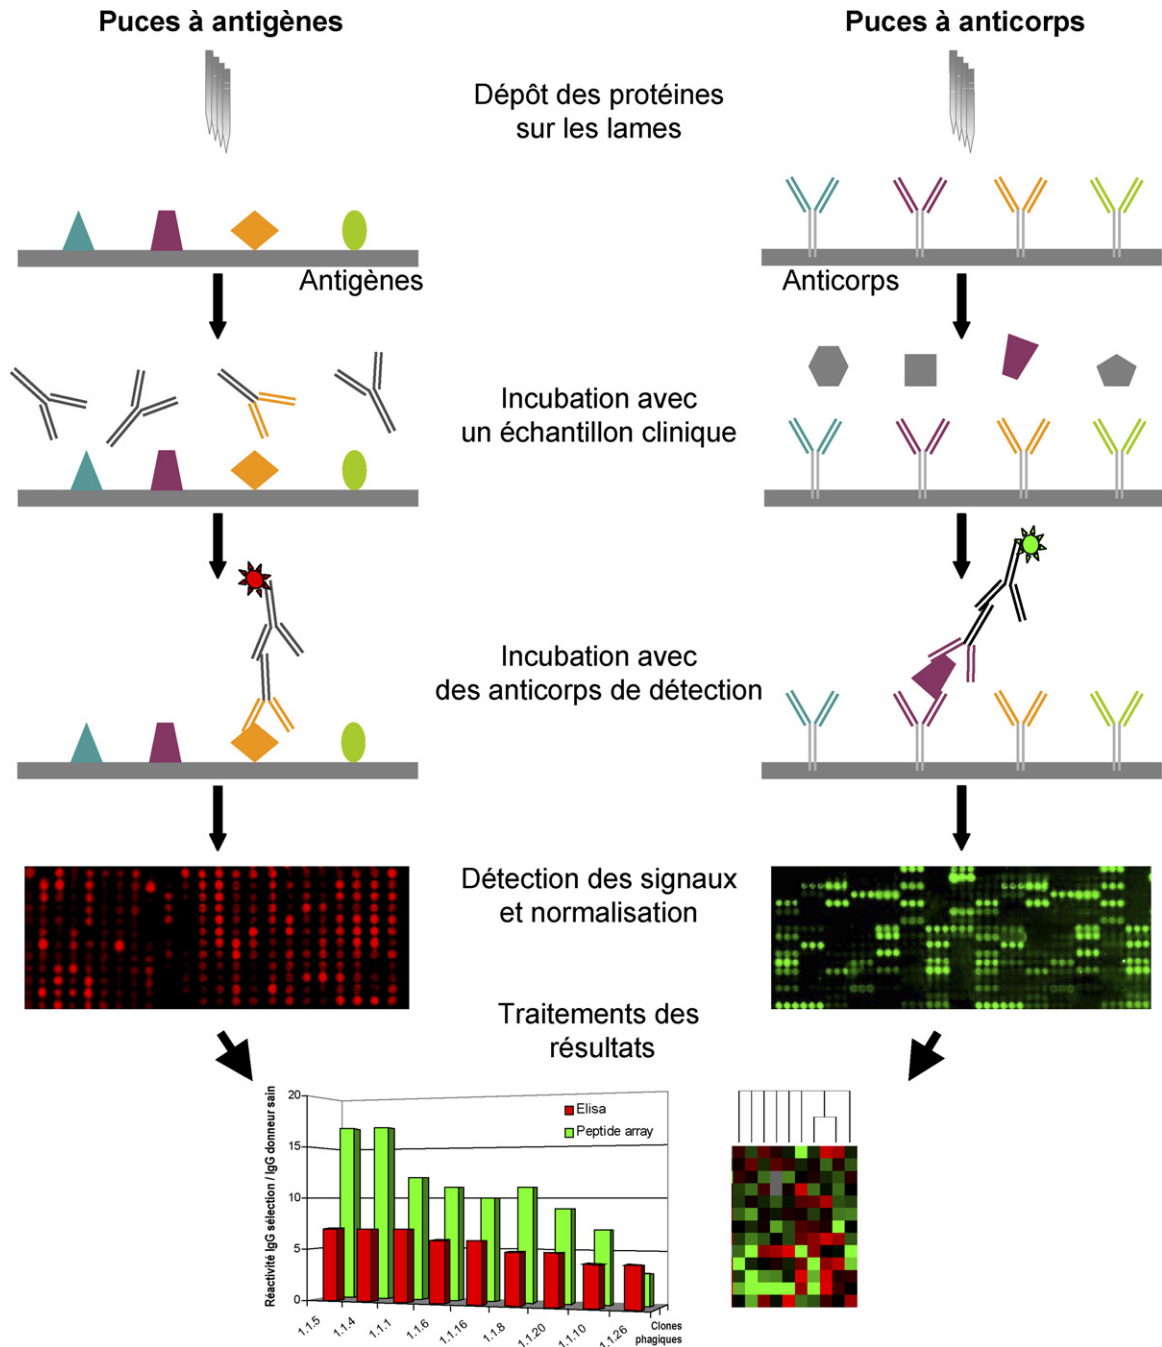 Puces à antigènes
Puces à anticorps
Dépôt des protéines
sur les lames
Antigènes
Anticorps
Incubation avec
un échantillon clinique
Incubation avec
des anticorps de détection
Détection des signaux
et normalisation
Traitements des
résultats
Réactivité IgG sélection / IgG donneur sain
20
15
10
5
0
Elisa
Peptide array
1.1.5
1.1.4
1.1.1
1.1.6
1.1.16
1.1.8
1.1.20
1.1.10
1.1.26
Clones
phagiques